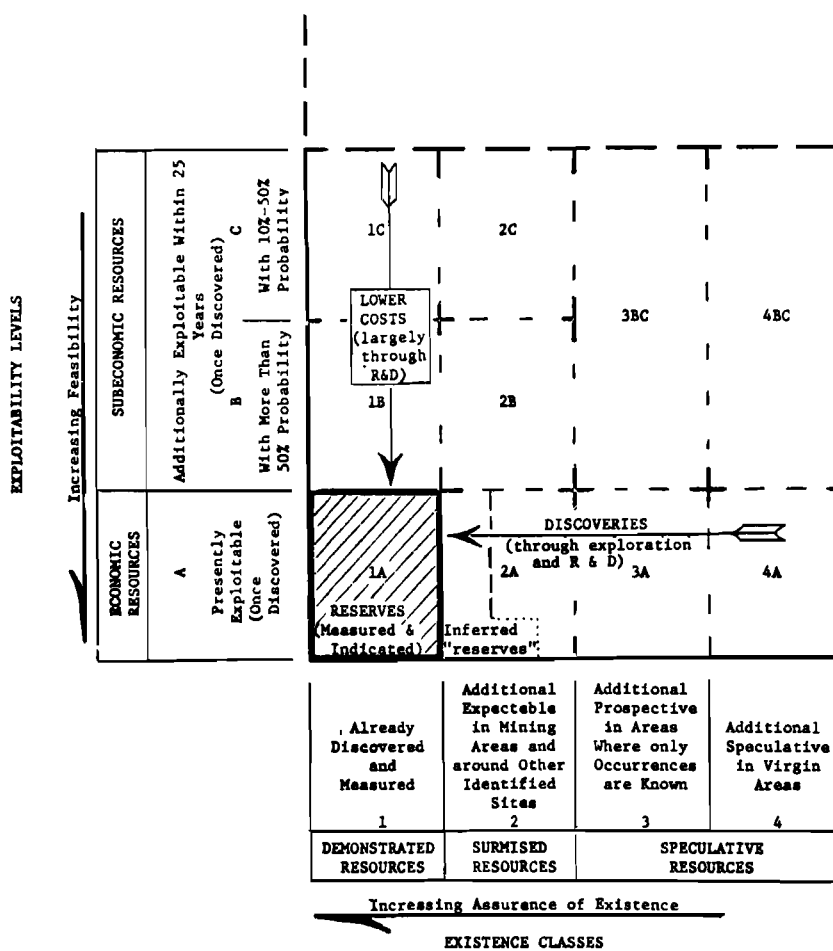 EXPLOITABILITY LEVELS
Increasing Feasibility
SUBECONOMIC RESOURCES
Additionally Exploitable Within 25
Years
(Once Discovered)
B
C
With More Than
50% Probability
With 10%-50%
Probability
ECONOMIC
RESOURCES
A
Presently
Exploitable
(Once
Discovered)
1C
2C
LOWER
COSTS
(largely
through
R&D)
3BC
4BC
1B
2B
DISCOVERIES
(through exploration
and R & D)
1A
2A
3A
4A
RESERVES
(Measured &
Indicated)
Inferred
"reserves"
Already
Discovered
and
Measured
1
Additional
Expectable
in Mining
Areas and
around Other
Identified
Sites
2
Additional
Prospective
in Areas
Where only
Occurrences
are Known
3
Additional
Speculative
in Virgin
Areas
4
DEMONSTRATED
RESOURCES
SURMISED
RESOURCES
SPECULATIVE
RESOURCES
Increasing Assurance of Existence
EXISTENCE CLASSES